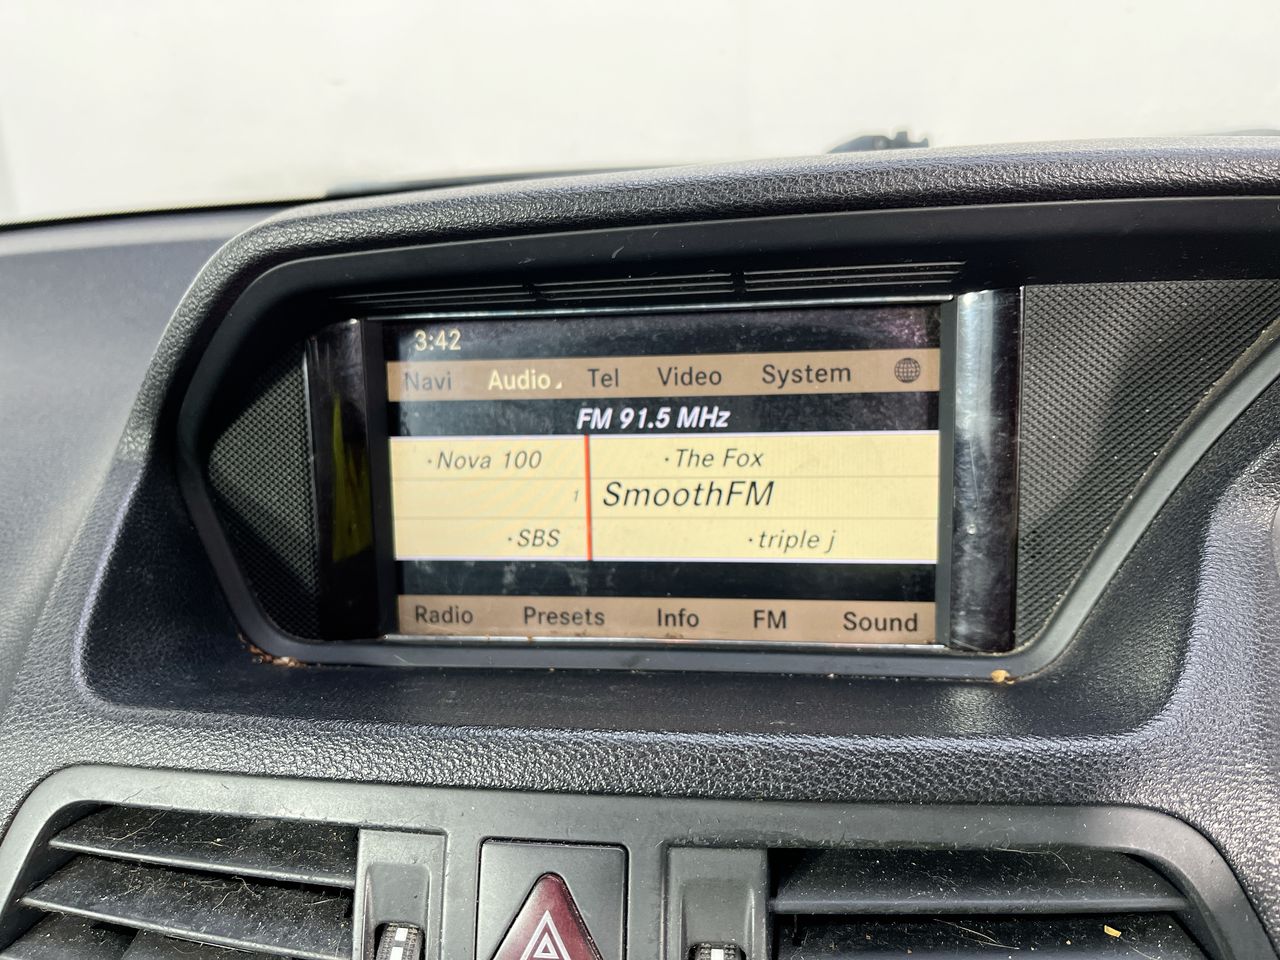 3:42
Navi Audio Tel Video System
FM 91.5 MHz
·Nova 100 ·The Fox
1 SmoothFM
·SBS ·triple j
Radio Presets Info FM Sound